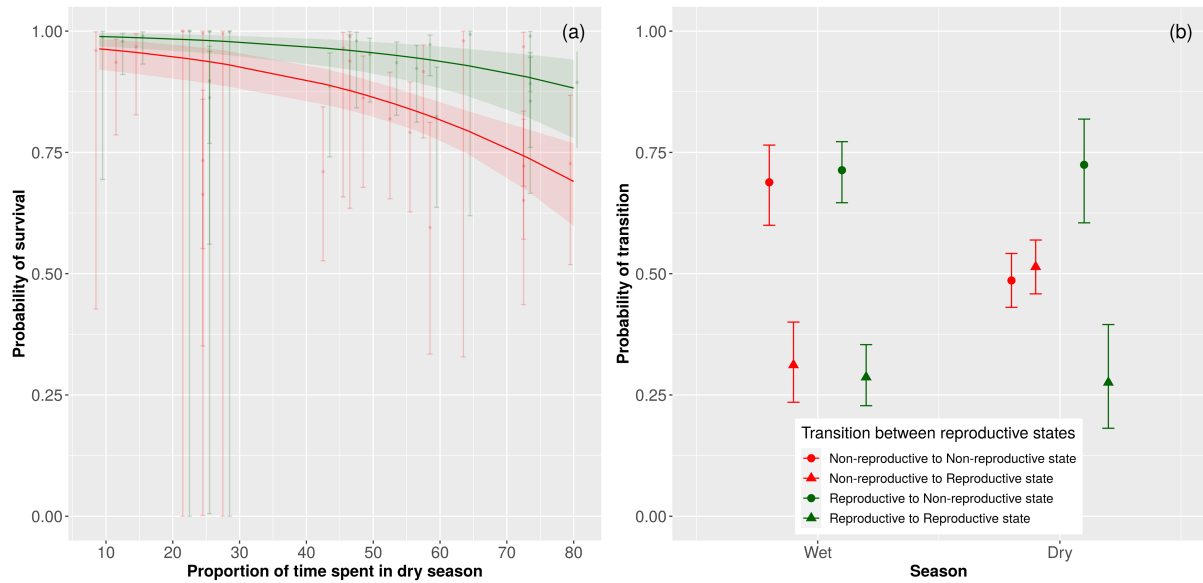 (a)
1.00
0.75
0.50
0.25
0.00
Probability of survival
10 20 30 40 50 60 70 80
Proportion of time spent in dry season
(b)
1.00
0.75
0.50
0.25
0.00
Probability of transition
Transition between reproductive states
Non-reproductive to Non-reproductive state
Non-reproductive to Reproductive state
Reproductive to Non-reproductive state
Reproductive to Reproductive state
Wet Dry
Season